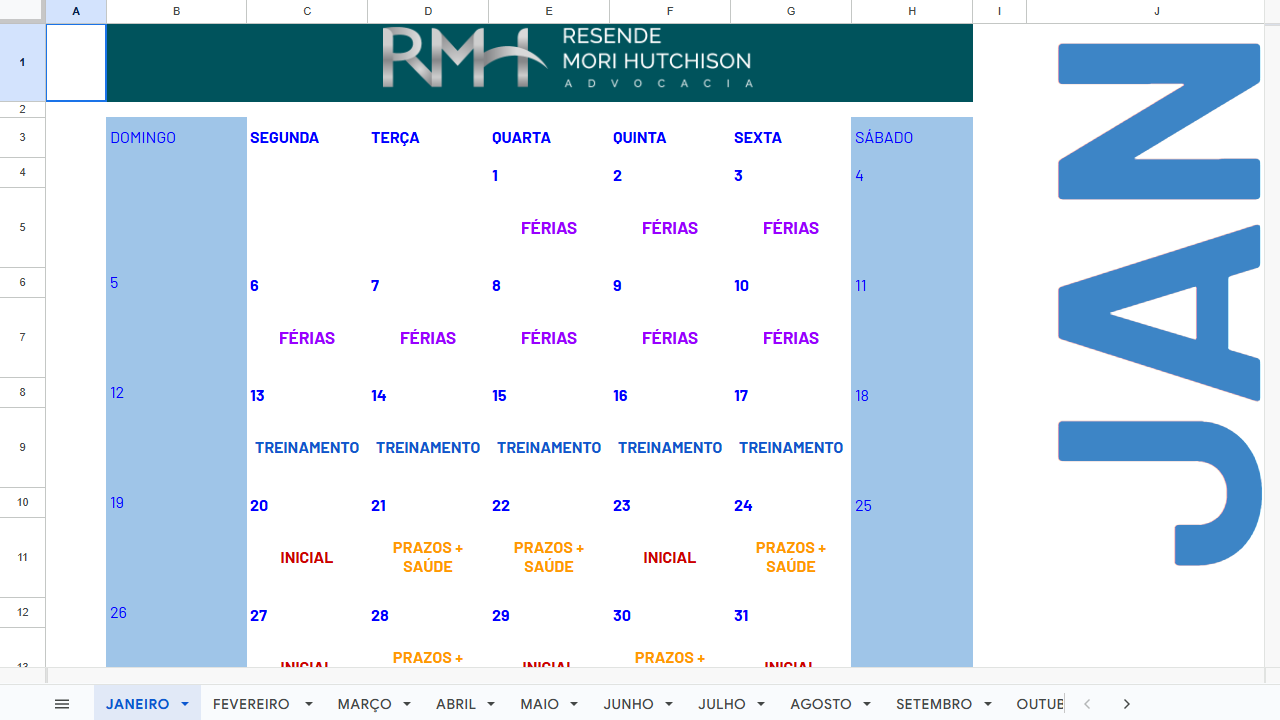 A B C D E F G H I J
1
RMH
RESENDE
MORI HUTCHISON
ADVOCACIA
2
3 DOMINGO SEGUNDA TERÇA QUARTA QUINTA SEXTA SÁBADO
4 1 2 3 4
5 FÉRIAS FÉRIAS FÉRIAS
6 5 6 7 8 9 10 11
7 FÉRIAS FÉRIAS FÉRIAS FÉRIAS FÉRIAS
8 12 13 14 15 16 17 18
9 TREINAMENTO TREINAMENTO TREINAMENTO TREINAMENTO TREINAMENTO
10 19 20 21 22 23 24 25
11 INICIAL PRAZOS + SAÚDE PRAZOS + SAÚDE INICIAL PRAZOS + SAÚDE
12 26 27 28 29 30 31
13 INICIAL PRAZOS + INICIAL PRAZOS + INICIAL
JAN
JANEIRO FEVEREIRO MARÇO ABRIL MAIO JUNHO JULHO AGOSTO SETEMBRO OUTUB